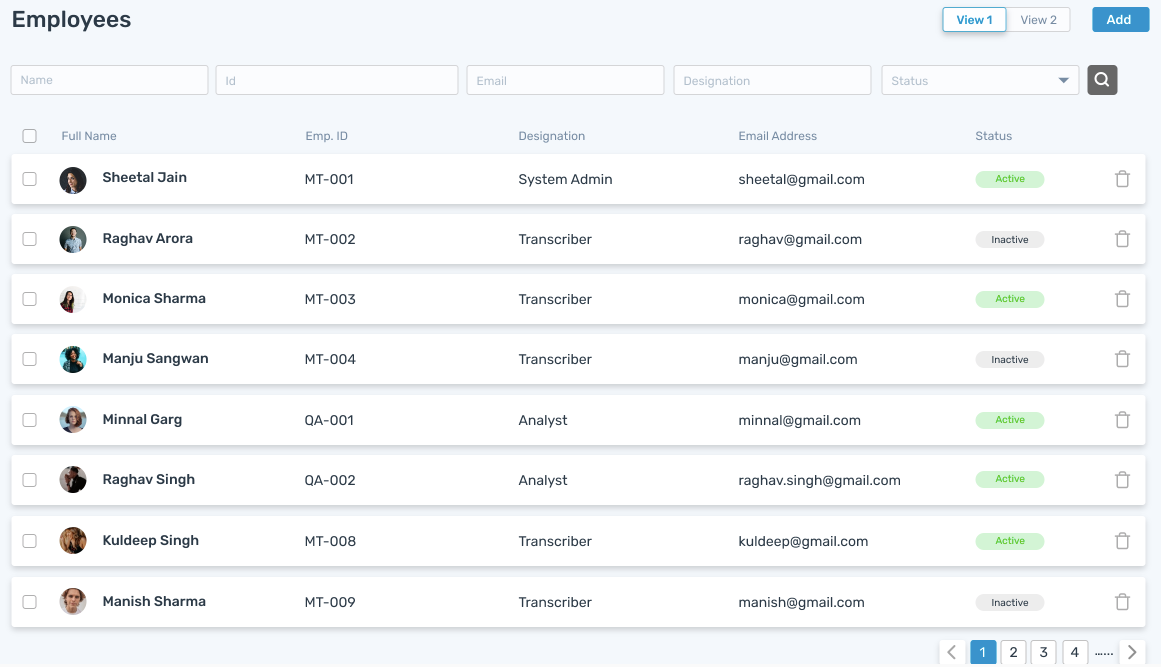 Employees
View 1 View 2 Add
Name Id Email Designation Status
Full Name Emp. ID Designation Email Address Status
Sheetal Jain MT-001 System Admin sheetal@gmail.com Active
Raghav Arora MT-002 Transcriber raghav@gmail.com Inactive
Monica Sharma MT-003 Transcriber monica@gmail.com Active
Manju Sangwan MT-004 Transcriber manju@gmail.com Inactive
Minnal Garg QA-001 Analyst minnal@gmail.com Active
Raghav Singh QA-002 Analyst raghav.singh@gmail.com Active
Kuldeep Singh MT-008 Transcriber kuldeep@gmail.com Active
Manish Sharma MT-009 Transcriber manish@gmail.com Inactive
1 2 3 4 ......